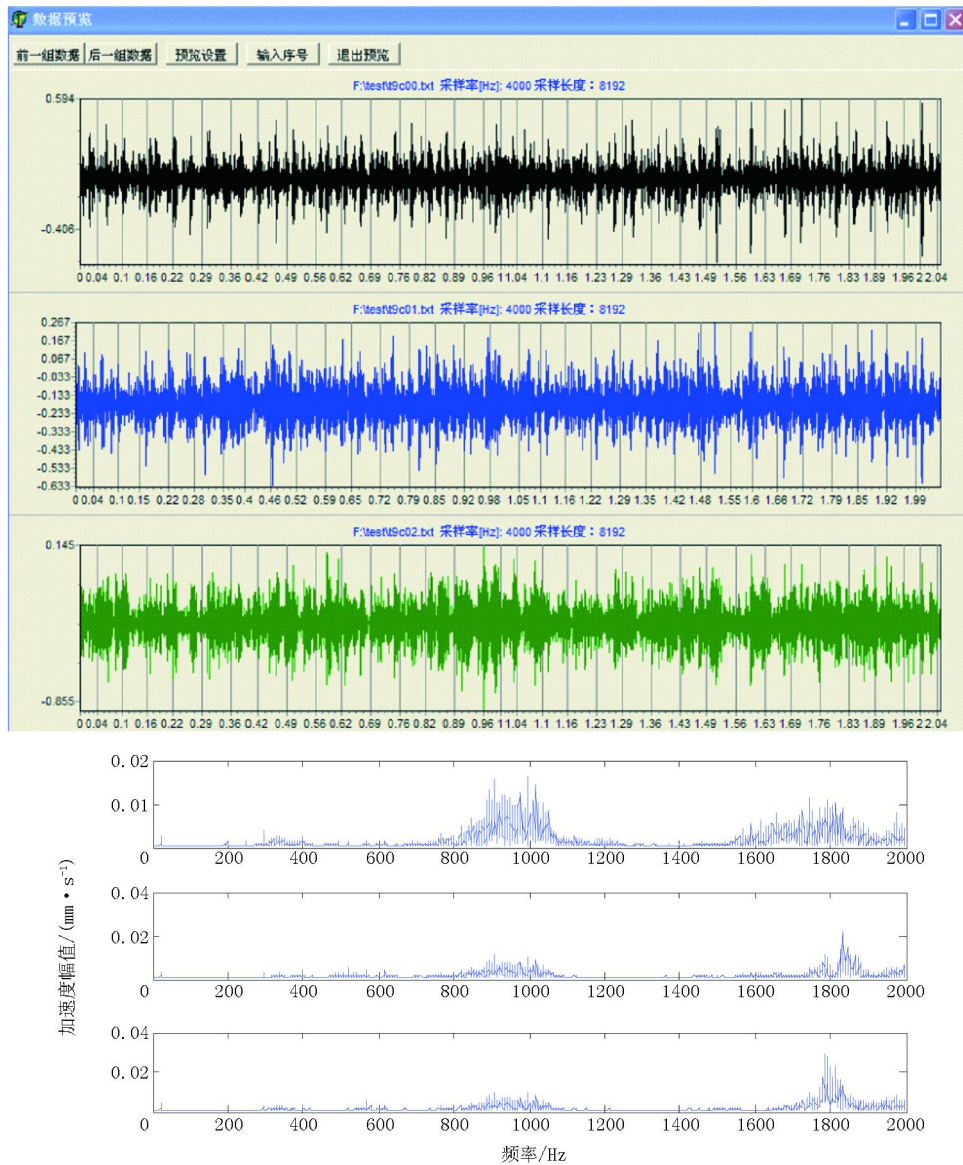 数据预览
前一组数据 后一组数据 预览设置 输入序号 退出预览
F:\test\t9c00.txt 采样率[Hz]: 4000 采样长度：8192
0.594
-0.406
0 0.04 0.1 0.16 0.22 0.29 0.36 0.42 0.49 0.56 0.62 0.69 0.76 0.82 0.89 0.96 1 1.04 1.1 1.16 1.23 1.29 1.36 1.43 1.49 1.56 1.63 1.69 1.76 1.83 1.89 1.96 2 2.04
F:\test\t9c01.txt 采样率[Hz]: 4000 采样长度：8192
0.267
0.167
0.067
-0.033
-0.133
-0.233
-0.333
-0.433
-0.533
-0.633
0 0.04 0.1 0.15 0.22 0.28 0.35 0.4 0.46 0.52 0.59 0.65 0.72 0.79 0.85 0.92 0.98 1.05 1.1 1.16 1.22 1.29 1.35 1.42 1.48 1.55 1.6 1.66 1.72 1.79 1.85 1.92 1.99
F:\test\t9c02.txt 采样率[Hz]: 4000 采样长度：8192
0.145
-0.855
0 0.04 0.1 0.16 0.22 0.29 0.36 0.42 0.49 0.56 0.62 0.69 0.76 0.82 0.89 0.96 1 1.04 1.1 1.16 1.23 1.29 1.36 1.43 1.49 1.56 1.63 1.69 1.76 1.83 1.89 1.96 2 2.04
0.02
0.01
0 200 400 600 800 1000 1200 1400 1600 1800 2000
加速度幅值/(mm·s⁻¹)
0.04
0.02
0 200 400 600 800 1000 1200 1400 1600 1800 2000
0.04
0.02
0 200 400 600 800 1000 1200 1400 1600 1800 2000
频率/Hz